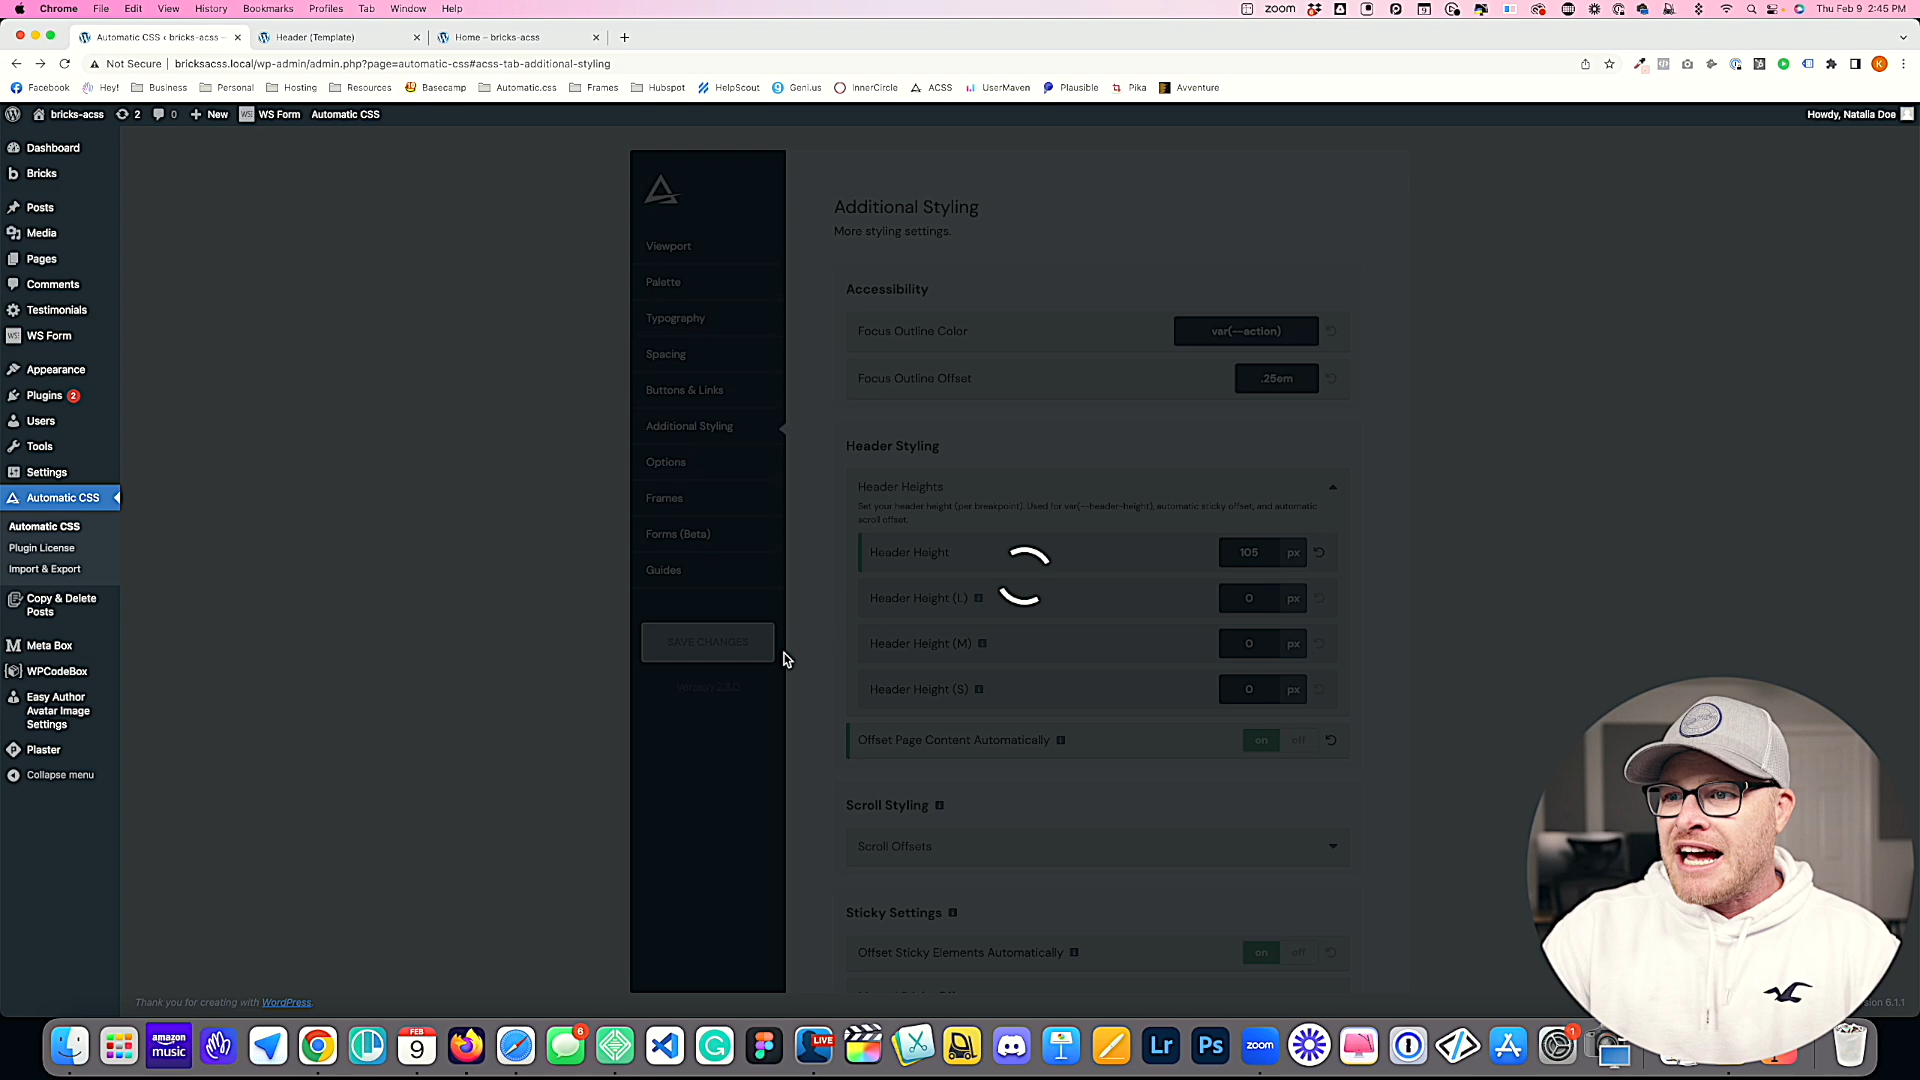 Chrome File Edit View History Bookmarks Profiles Tab Window Help
zoom
Thu Feb 9 2:45 PM
Automatic CSS ‹ bricks-acss –
Header (Template)
Home – bricks-acss
Not Secure
bricksacss.local/wp-admin/admin.php?page=automatic-css#acss-tab-additional-styling
K
Facebook Hey! Business Personal Hosting Resources Basecamp Automatic.css Frames Hubspot HelpScout Geni.us InnerCircle ACSS UserMaven Plausible Pika Avventure
bricks-acss 2 0 New WS Form Automatic CSS
Howdy, Natalia Doe
Dashboard
Bricks
Posts
Media
Pages
Comments
Testimonials
WS Form
Appearance
Plugins 2
Users
Tools
Settings
Automatic CSS
Automatic CSS
Plugin License
Import & Export
Copy & Delete
Posts
Meta Box
WPCodeBox
Easy Author
Avatar Image
Settings
Plaster
Collapse menu
Viewport
Palette
Typography
Spacing
Buttons & Links
Additional Styling
Options
Frames
Forms (Beta)
Guides
SAVE CHANGES
Additional Styling
More styling settings.
Accessibility
Focus Outline Color
var(--action)
Focus Outline Offset
.25em
Header Styling
Header Heights
Set your header height (per breakpoint). Used for var(--header-height), automatic sticky offset, and automatic
scroll offset.
Header Height
105 px
Header Height (L)
0 px
Header Height (M)
0 px
Header Height (S)
0 px
Offset Page Content Automatically
on off
Scroll Styling
Scroll Offsets
Sticky Settings
Offset Sticky Elements Automatically
on off
Thank you for creating with WordPress.
sion 6.1.1
amazon
music
FEB
9
6
LIVE
Lr
Ps
zoom
1